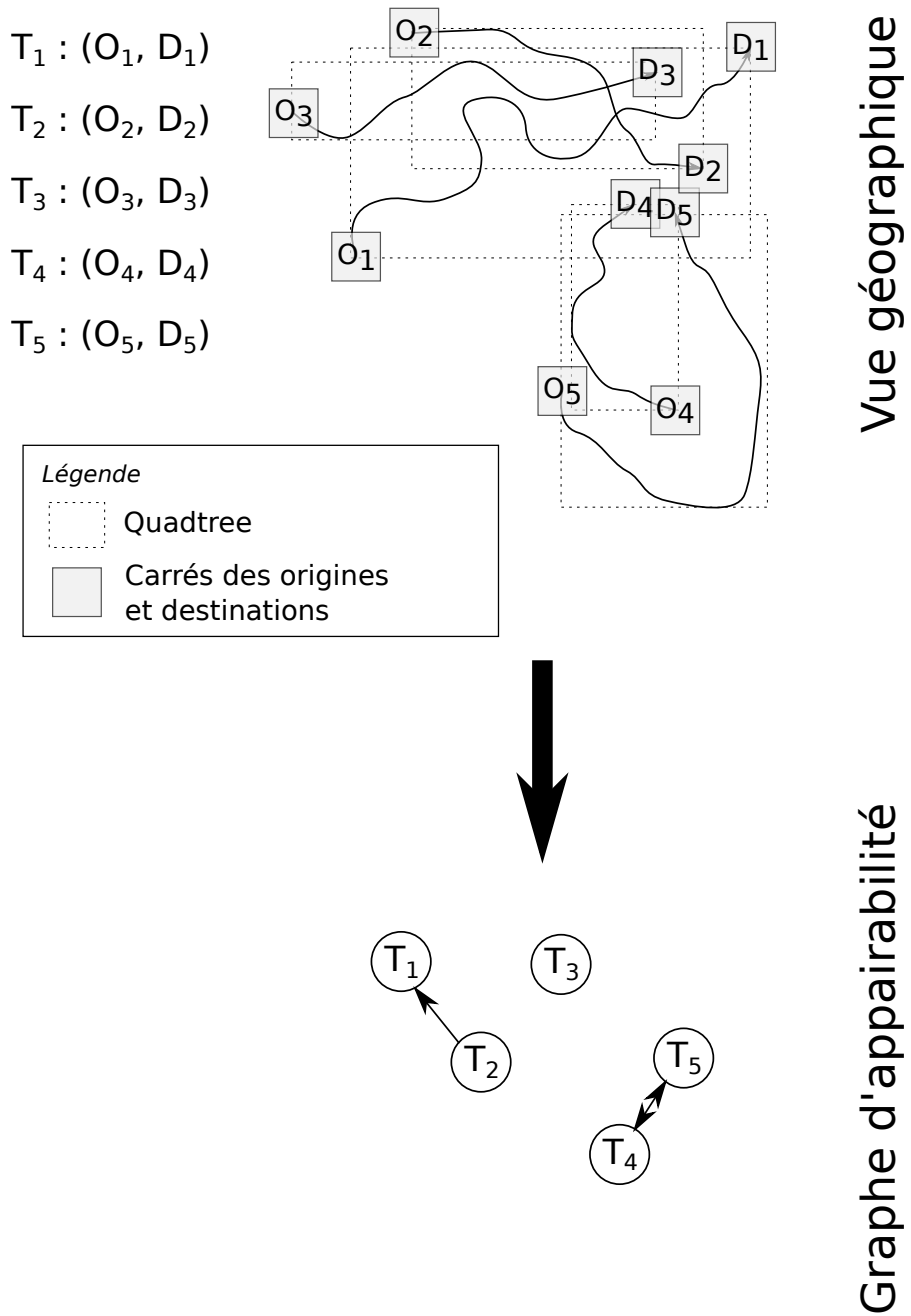 T₁ : (O₁, D₁)
T₂ : (O₂, D₂)
T₃ : (O₃, D₃)
T₄ : (O₄, D₄)
T₅ : (O₅, D₅)
O₂
D₁
D₃
O₃
D₂
D₄
D₅
O₁
O₅
O₄
Vue géographique
Légende
Quadtree
Carrés des origines
et destinations
T₁
T₃
T₂
T₅
T₄
Graphe d'appairabilité